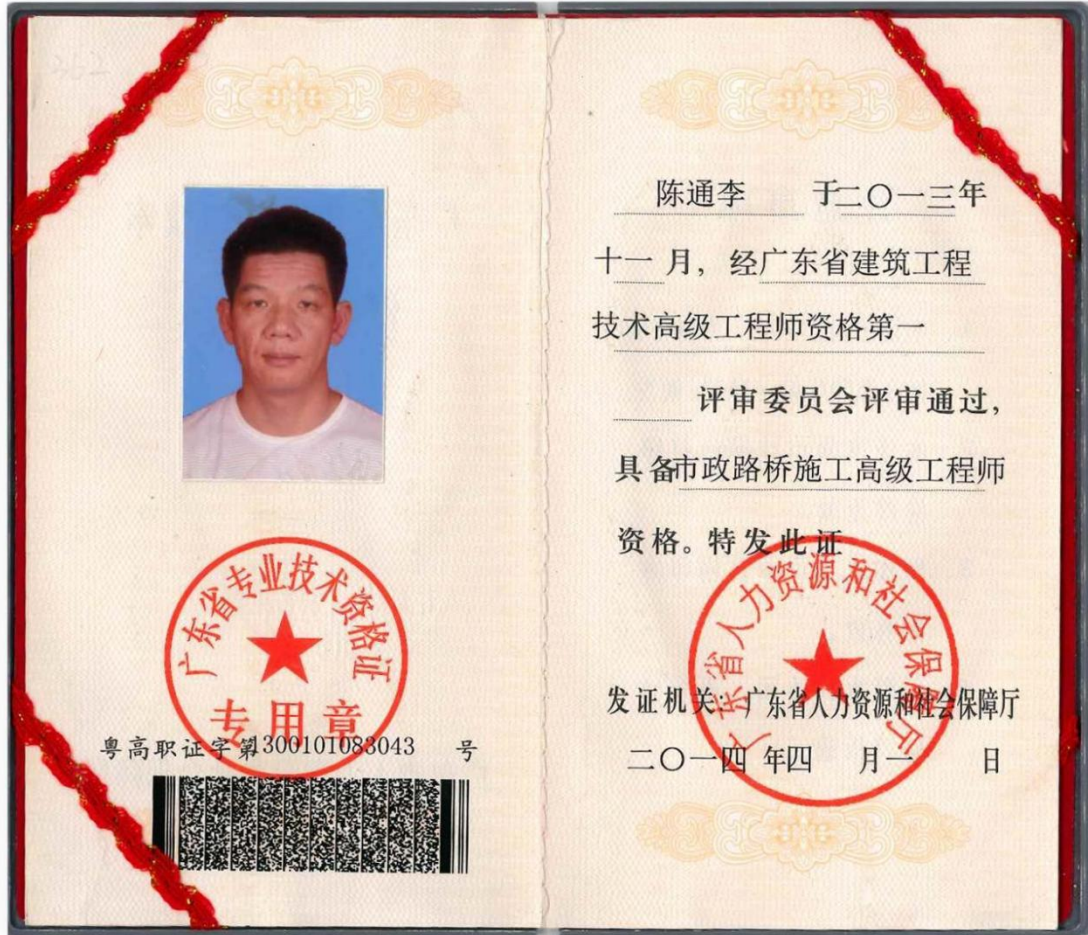 广东省专业技术资格证
专用章
粤高职证字第1300101083043 号
陈通李 于二〇一三年
十一月，经广东省建筑工程
技术高级工程师资格第一
评审委员会评审通过，
具备市政路桥施工高级工程师
资格。特发此证
广东省人力资源和社会保障厅
发证机关：广东省人力资源和社会保障厅
二〇一四年四 月一 日